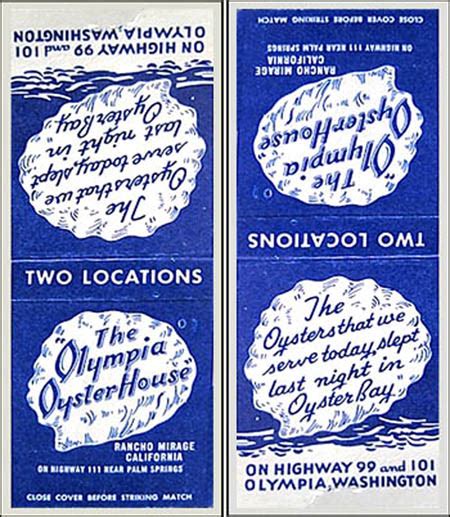 The
Oysters that we
serve today, slept
last night in
Oyster Bay
ON HIGHWAY 99 and 101
OLYMPIA, WASHINGTON
TWO LOCATIONS
The
"Olympia
OysterHouse"
RANCHO MIRAGE
CALIFORNIA
ON HIGHWAY 111 NEAR PALM SPRINGS
CLOSE COVER BEFORE STRIKING MATCH
The
"Olympia
OysterHouse"
RANCHO MIRAGE
CALIFORNIA
ON HIGHWAY 111 NEAR PALM SPRINGS
CLOSE COVER BEFORE STRIKING MATCH
TWO LOCATIONS
The
Oysters that we
serve today, slept
last night in
Oyster Bay
ON HIGHWAY 99 and 101
OLYMPIA, WASHINGTON